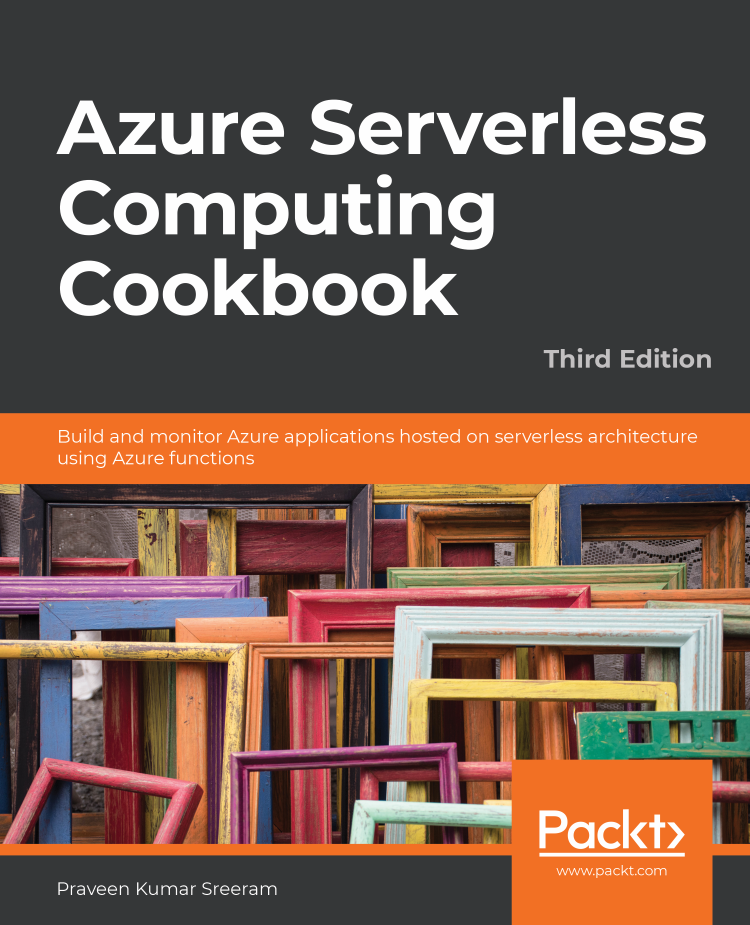 Azure Serverless
Computing
Cookbook
Third Edition
Build and monitor Azure applications hosted on serverless architecture
using Azure functions
Packt>
www.packt.com
Praveen Kumar Sreeram